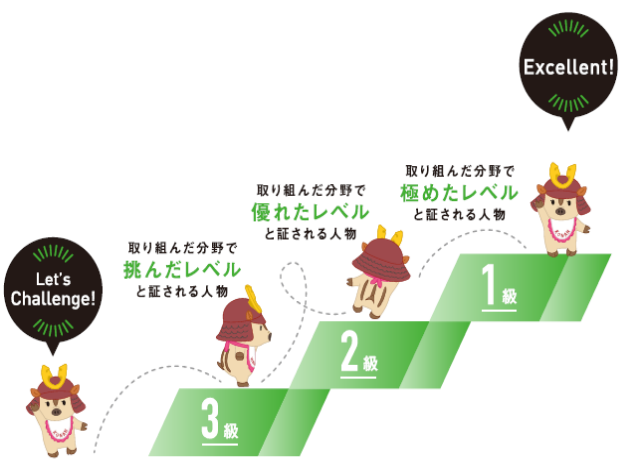 Excellent!
取り組んだ分野で
極めたレベル
と証される人物
取り組んだ分野で
優れたレベル
と証される人物
取り組んだ分野で
挑んだレベル
と証される人物
Let's
Challenge!
1級
2級
3級